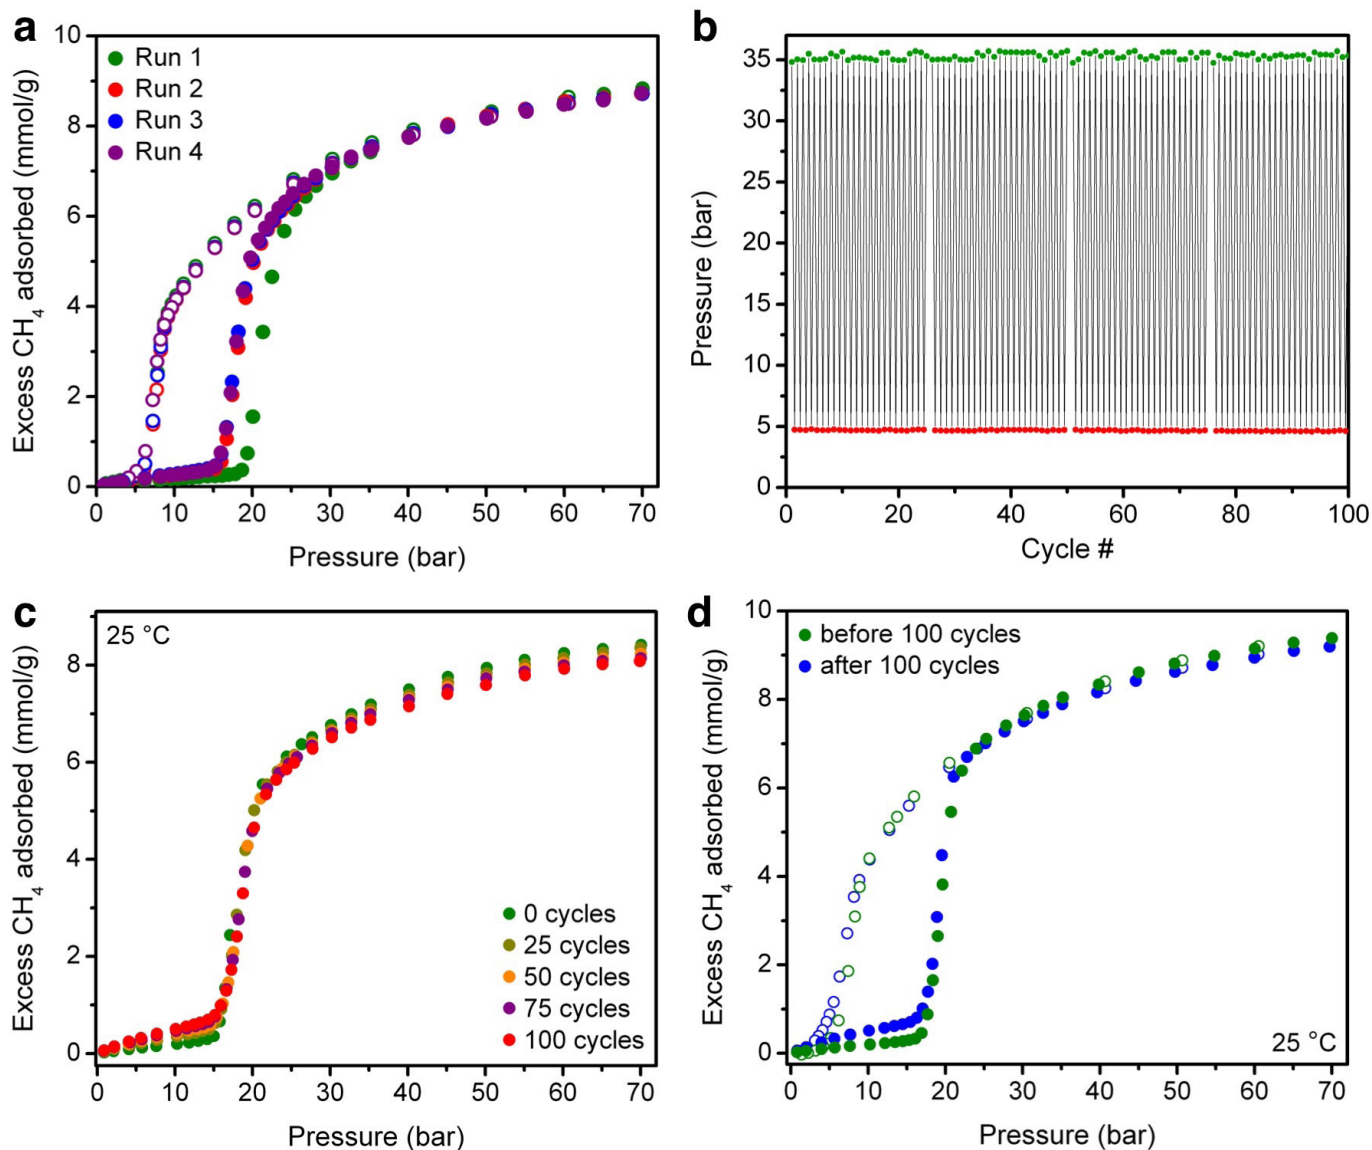 a
Excess CH4 adsorbed (mmol/g)
10
8
6
4
2
0
Run 1
Run 2
Run 3
Run 4
0 10 20 30 40 50 60 70
Pressure (bar)
b
Pressure (bar)
35
30
25
20
15
10
5
0
0 20 40 60 80 100
Cycle #
c
Excess CH4 adsorbed (mmol/g)
25 °C
8
6
4
2
0
0 cycles
25 cycles
50 cycles
75 cycles
100 cycles
0 10 20 30 40 50 60 70
Pressure (bar)
d
Excess CH4 adsorbed (mmol/g)
10
8
6
4
2
0
before 100 cycles
after 100 cycles
25 °C
0 10 20 30 40 50 60 70
Pressure (bar)